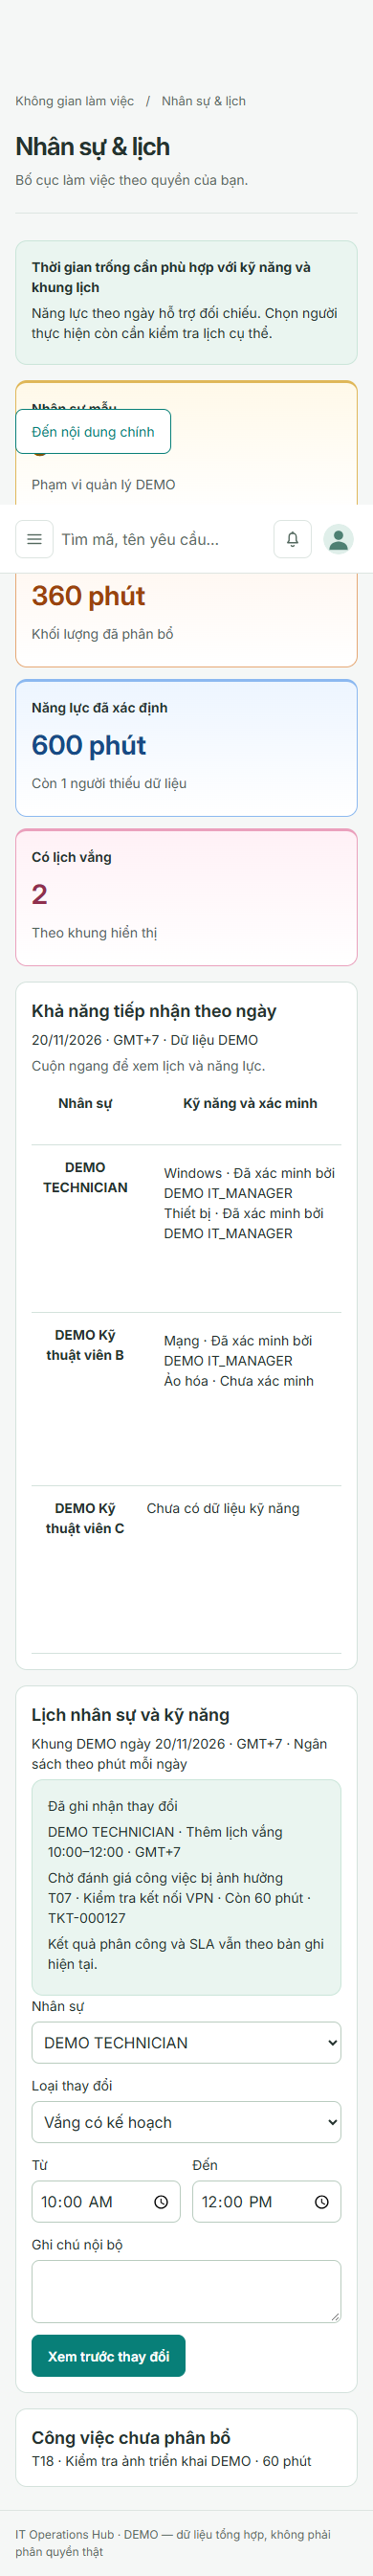 Không gian làm việc / Nhân sự & lịch
Nhân sự & lịch
Bố cục làm việc theo quyền của bạn.
Thời gian trống cần phù hợp với kỹ năng và
khung lịch
Năng lực theo ngày hỗ trợ đối chiếu. Chọn người
thực hiện còn cần kiểm tra lịch cụ thể.
Nhân sự mẫu
Đến nội dung chính
Phạm vi quản lý DEMO
Tìm mã, tên yêu cầu...
360 phút
Khối lượng đã phân bổ
Năng lực đã xác định
600 phút
Còn 1 người thiếu dữ liệu
Có lịch vắng
2
Theo khung hiển thị
Khả năng tiếp nhận theo ngày
20/11/2026 · GMT+7 · Dữ liệu DEMO
Cuộn ngang để xem lịch và năng lực.
Nhân sự Kỹ năng và xác minh
DEMO
TECHNICIAN
Windows · Đã xác minh bởi
DEMO IT_MANAGER
Thiết bị · Đã xác minh bởi
DEMO IT_MANAGER
DEMO Kỹ
thuật viên B
Mạng · Đã xác minh bởi
DEMO IT_MANAGER
Ảo hóa · Chưa xác minh
DEMO Kỹ
thuật viên C
Chưa có dữ liệu kỹ năng
Lịch nhân sự và kỹ năng
Khung DEMO ngày 20/11/2026 · GMT+7 · Ngân
sách theo phút mỗi ngày
Đã ghi nhận thay đổi
DEMO TECHNICIAN · Thêm lịch vắng
10:00–12:00 · GMT+7
Chờ đánh giá công việc bị ảnh hưởng
T07 · Kiểm tra kết nối VPN · Còn 60 phút ·
TKT-000127
Kết quả phân công và SLA vẫn theo bản ghi
hiện tại.
Nhân sự
DEMO TECHNICIAN
Loại thay đổi
Vắng có kế hoạch
Từ Đến
10:00 AM 12:00 PM
Ghi chú nội bộ
Xem trước thay đổi
Công việc chưa phân bổ
T18 · Kiểm tra ảnh triển khai DEMO · 60 phút
IT Operations Hub · DEMO — dữ liệu tổng hợp, không phải
phân quyền thật